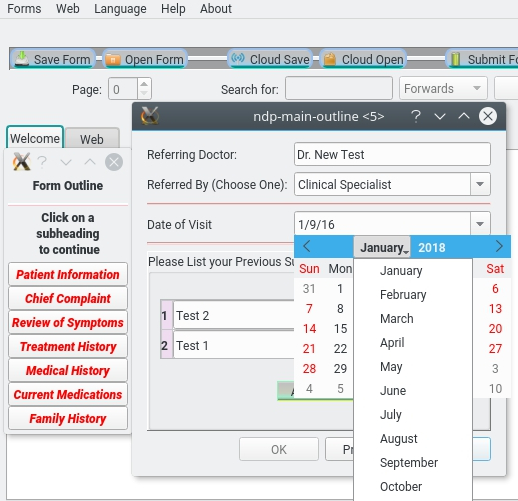 Forms Web Language Help About
Save Form Open Form Cloud Save Cloud Open Submit Fo
Page: 0 Search for: Forwards
ndp-main-outline <5>
Welcome Web
Form Outline
Click on a
subheading
to continue
Patient Information
Chief Complaint
Review of Symptoms
Treatment History
Medical History
Current Medications
Family History
Referring Doctor: Dr. New Test
Referred By (Choose One): Clinical Specialist
Date of Visit 1/9/16
Please List your Previous Su
1 Test 2
2 Test 1
OK Pr
January 2018
Sun Mon Sat
31 1 6
7 8 13
14 15 20
21 22 27
28 29 3
4 5 10
January
February
March
April
May
June
July
August
September
October